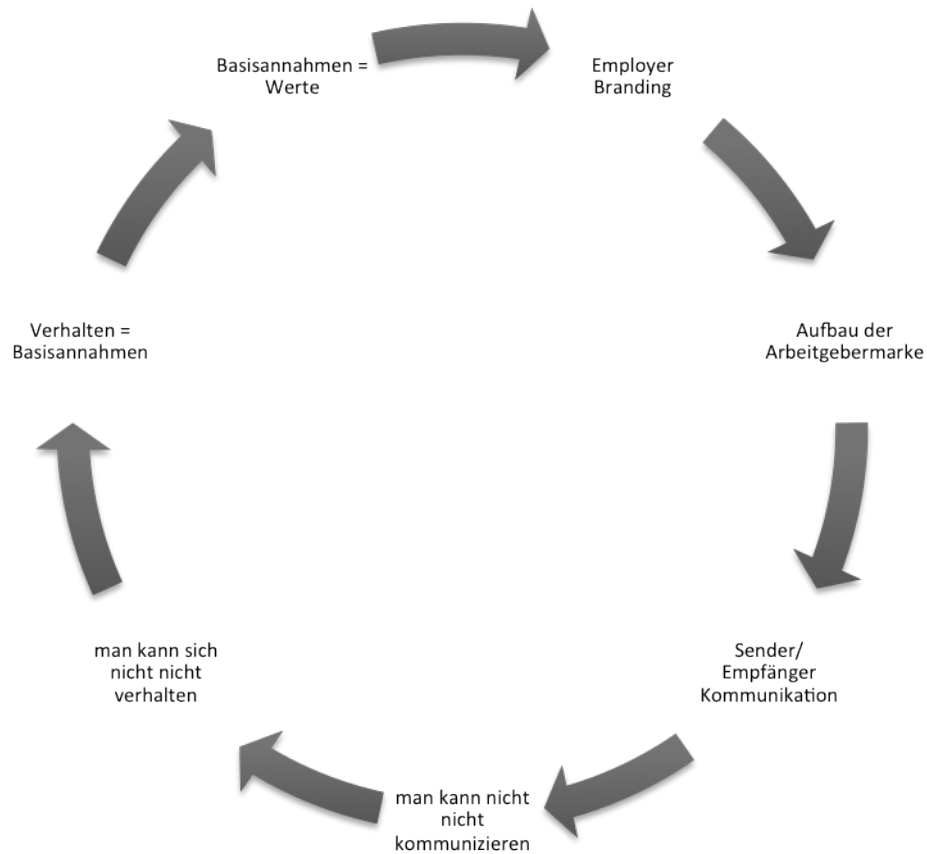 Basisannahmen =
Werte
Employer
Branding
Aufbau der
Arbeitgebermarke
Sender/
Empfänger
Kommunikation
man kann nicht
nicht
kommunizieren
man kann sich
nicht nicht
verhalten
Verhalten =
Basisannahmen